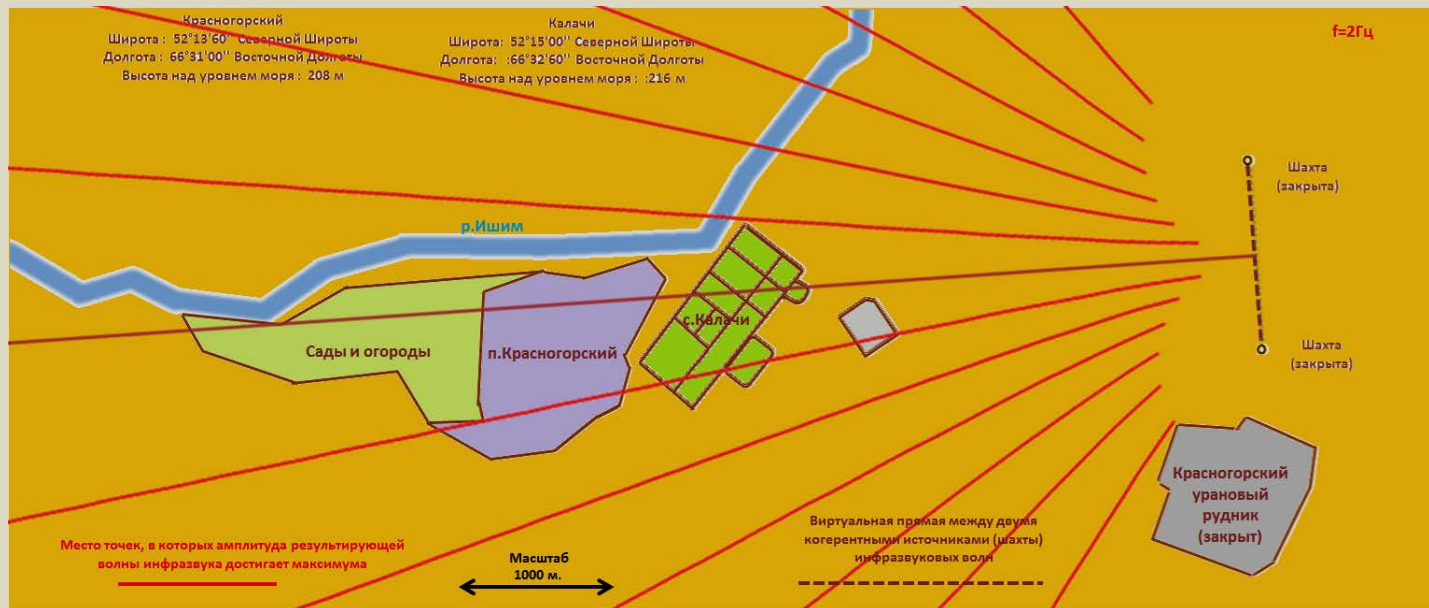 Красногорский
Широта : 52°13'60'' Северной Широты
Долгота : 66°31'00'' Восточной Долготы
Высота над уровнем моря : 208 м
Калачи
Широта: 52°15'00'' Северной Широты
Долгота: :66°32'60'' Восточной Долготы
Высота над уровнем моря : :216 м
f=2Гц
Шахта
(закрыта)
р.Ишим
с.Калачи
Сады и огороды
п.Красногорский
Шахта
(закрыта)
Красногорский
урановый
рудник
(закрыт)
Место точек, в которых амплитуда результирующей
волны инфразвука достигает максимума
Масштаб
1000 м.
Виртуальная прямая между двумя
когерентными источниками (шахты)
инфразвуковых волн